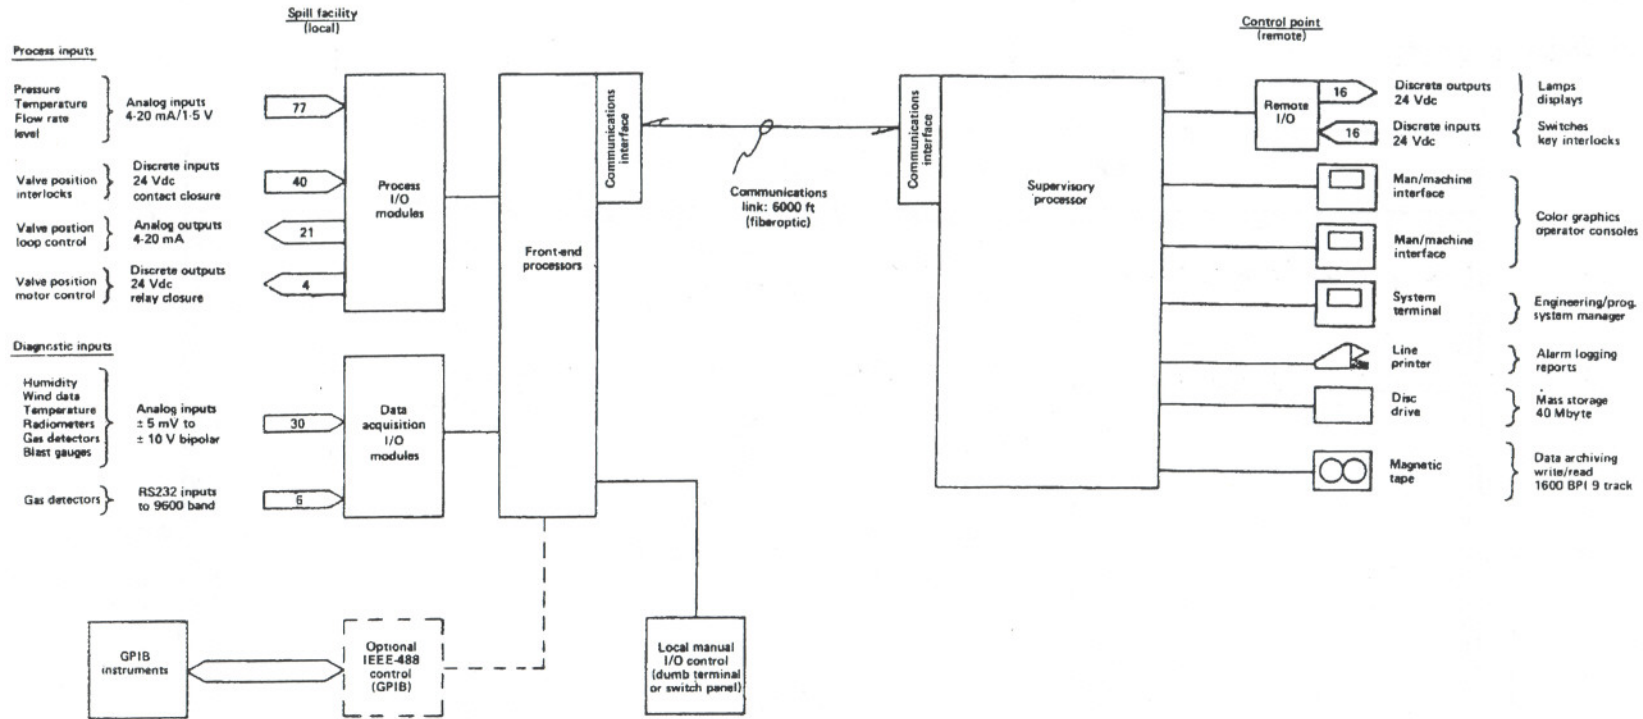 Spill facility
(local)
Control point
(remote)
Process inputs
Pressure
Temperature
Flow rate
level
Analog inputs
4-20 mA/1-5 V
77
Valve position
interlocks
Discrete inputs
24 Vdc
contact closure
40
Valve postion
loop control
Analog outputs
4-20 mA
21
Valve position
motor control
Discrete outputs
24 Vdc
relay closure
4
Process
I/O
modules
Diagnostic inputs
Humidity
Wind data
Temperature
Radiometers
Gas detectors
Blast gauges
Analog inputs
± 5 mV to
± 10 V bipolar
30
Gas detectors
RS232 inputs
to 9600 band
6
Data
acquisition
I/O
modules
Front-end
processors
Communications
interface
Communications
link: 6000 ft
(fiberoptic)
Communications
interface
Supervisory
processor
Remote
I/O
16
Discrete outputs
24 Vdc
Lamps
displays
16
Discrete inputs
24 Vdc
Switches
key interlocks
Man/machine
interface
Man/machine
interface
Color graphics
operator consoles
System
terminal
Engineering/prog.
system manager
Line
printer
Alarm logging
reports
Disc
drive
Mass storage
40 Mbyte
Magnetic
tape
Data archiving
write/read
1600 BPI 9 track
GPIB
instruments
Optional
IEEE-488
control
(GPIB)
Local manual
I/O control
(dumb terminal
or switch panel)